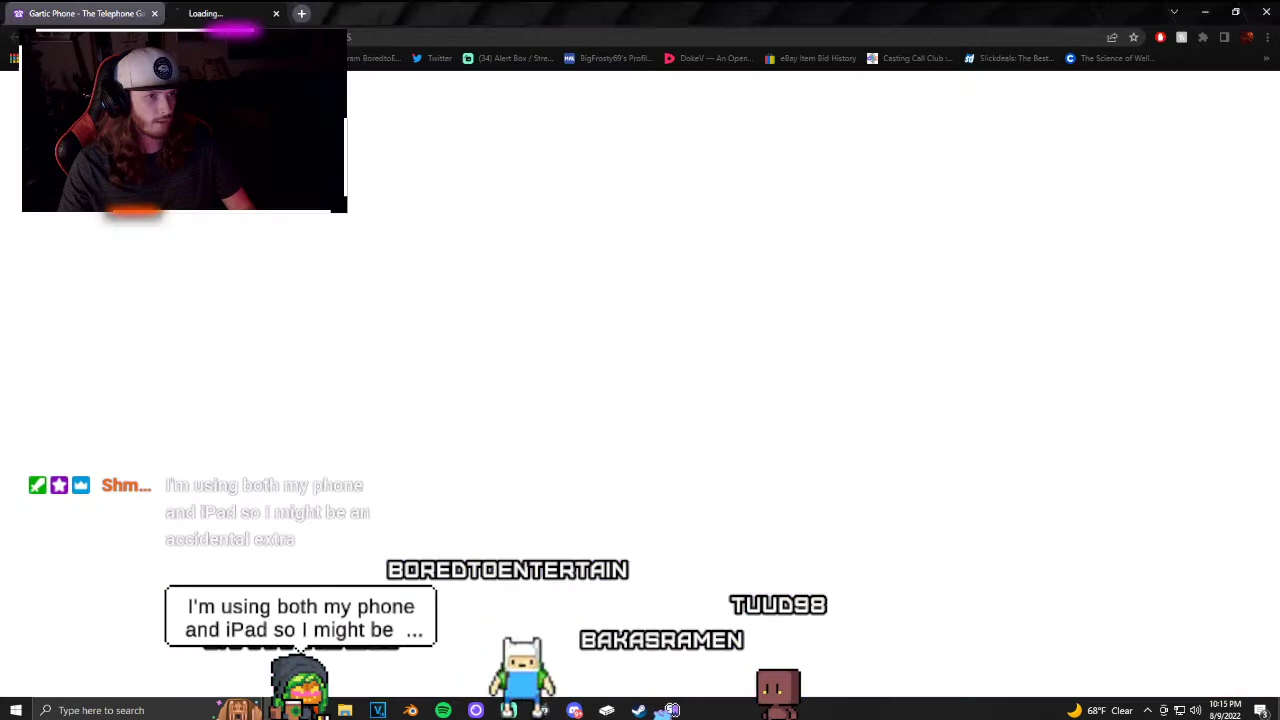 Gartic Phone - The Telephone Ga
Loading...
ram BoredtoE... Twitter (34) Alert Box / Stre... BigFrosty69's Profil... DokeV — An Open... eBay Item Bid History Casting Call Club :... Slickdeals: The Best... The Science of Well...
Shm... I'm using both my phone
and iPad so I might be an
accidental extra
BOREDTOENTERTAIN
I'm using both my phone
and iPad so I might be ...
TUUD98
BAKASRAMEN
Type here to search
68°F Clear
10:15 PM
8/9/2022